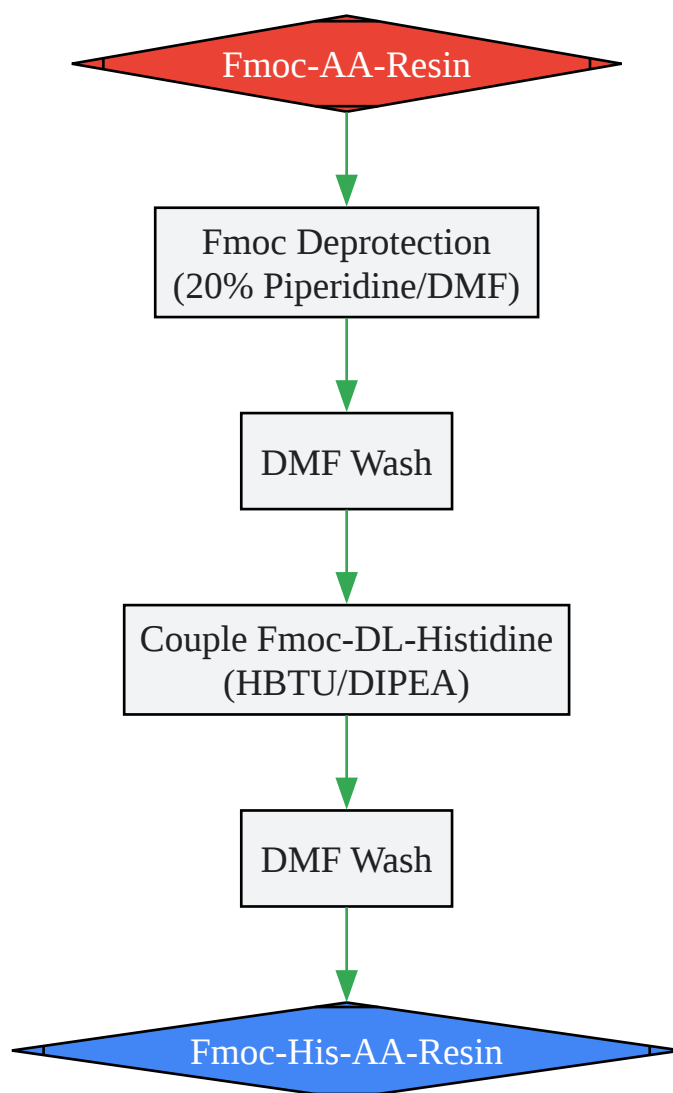 Fmoc-AA-Resin
Fmoc Deprotection
(20% Piperidine/DMF)
DMF Wash
Couple Fmoc-DL-Histidine
(HBTU/DIPEA)
DMF Wash
Fmoc-His-AA-Resin